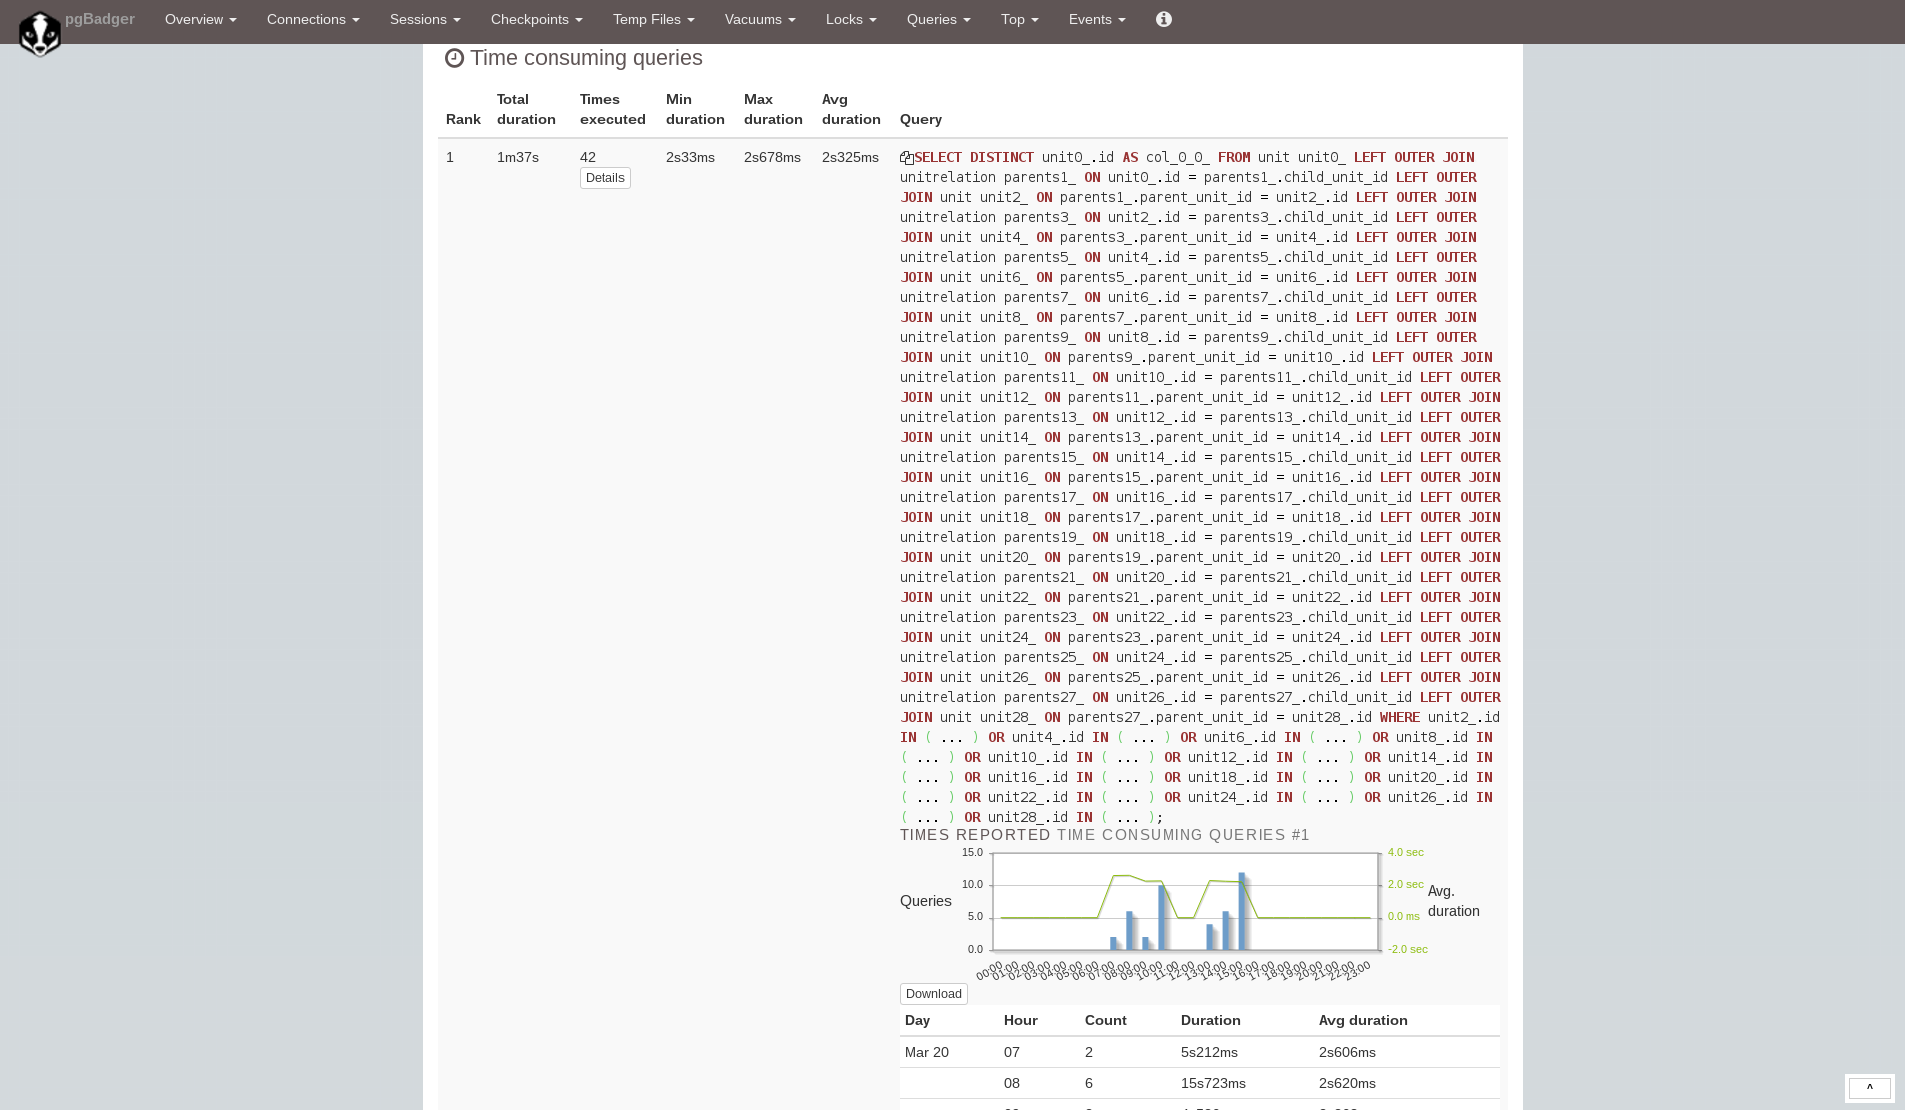 pgBadger Overview Connections Sessions Checkpoints Temp Files Vacuums Locks Queries Top Events
Time consuming queries
Rank Total duration Times executed Min duration Max duration Avg duration Query
1 1m37s 42 2s33ms 2s678ms 2s325ms
Details
SELECT DISTINCT unit0_.id AS col_0_0_ FROM unit unit0_ LEFT OUTER JOIN
unitrelation parents1_ ON unit0_.id = parents1_.child_unit_id LEFT OUTER
JOIN unit unit2_ ON parents1_.parent_unit_id = unit2_.id LEFT OUTER JOIN
unitrelation parents3_ ON unit2_.id = parents3_.child_unit_id LEFT OUTER
JOIN unit unit4_ ON parents3_.parent_unit_id = unit4_.id LEFT OUTER JOIN
unitrelation parents5_ ON unit4_.id = parents5_.child_unit_id LEFT OUTER
JOIN unit unit6_ ON parents5_.parent_unit_id = unit6_.id LEFT OUTER JOIN
unitrelation parents7_ ON unit6_.id = parents7_.child_unit_id LEFT OUTER
JOIN unit unit8_ ON parents7_.parent_unit_id = unit8_.id LEFT OUTER JOIN
unitrelation parents9_ ON unit8_.id = parents9_.child_unit_id LEFT OUTER
JOIN unit unit10_ ON parents9_.parent_unit_id = unit10_.id LEFT OUTER JOIN
unitrelation parents11_ ON unit10_.id = parents11_.child_unit_id LEFT OUTER
JOIN unit unit12_ ON parents11_.parent_unit_id = unit12_.id LEFT OUTER JOIN
unitrelation parents13_ ON unit12_.id = parents13_.child_unit_id LEFT OUTER
JOIN unit unit14_ ON parents13_.parent_unit_id = unit14_.id LEFT OUTER JOIN
unitrelation parents15_ ON unit14_.id = parents15_.child_unit_id LEFT OUTER
JOIN unit unit16_ ON parents15_.parent_unit_id = unit16_.id LEFT OUTER JOIN
unitrelation parents17_ ON unit16_.id = parents17_.child_unit_id LEFT OUTER
JOIN unit unit18_ ON parents17_.parent_unit_id = unit18_.id LEFT OUTER JOIN
unitrelation parents19_ ON unit18_.id = parents19_.child_unit_id LEFT OUTER
JOIN unit unit20_ ON parents19_.parent_unit_id = unit20_.id LEFT OUTER JOIN
unitrelation parents21_ ON unit20_.id = parents21_.child_unit_id LEFT OUTER
JOIN unit unit22_ ON parents21_.parent_unit_id = unit22_.id LEFT OUTER JOIN
unitrelation parents23_ ON unit22_.id = parents23_.child_unit_id LEFT OUTER
JOIN unit unit24_ ON parents23_.parent_unit_id = unit24_.id LEFT OUTER JOIN
unitrelation parents25_ ON unit24_.id = parents25_.child_unit_id LEFT OUTER
JOIN unit unit26_ ON parents25_.parent_unit_id = unit26_.id LEFT OUTER JOIN
unitrelation parents27_ ON unit26_.id = parents27_.child_unit_id LEFT OUTER
JOIN unit unit28_ ON parents27_.parent_unit_id = unit28_.id WHERE unit2_.id
IN ( ... ) OR unit4_.id IN ( ... ) OR unit6_.id IN ( ... ) OR unit8_.id IN
( ... ) OR unit10_.id IN ( ... ) OR unit12_.id IN ( ... ) OR unit14_.id IN
( ... ) OR unit16_.id IN ( ... ) OR unit18_.id IN ( ... ) OR unit20_.id IN
( ... ) OR unit22_.id IN ( ... ) OR unit24_.id IN ( ... ) OR unit26_.id IN
( ... ) OR unit28_.id IN ( ... );
TIMES REPORTED TIME CONSUMING QUERIES #1
15.0 4.0 sec
10.0 2.0 sec
Queries Avg. duration
5.0 0.0 ms
0.0 -2.0 sec
00:00 01:00 02:00 03:00 04:00 05:00 06:00 07:00 08:00 09:00 10:00 11:00 12:00 13:00 14:00 15:00 16:00 17:00 18:00 19:00 20:00 21:00 22:00 23:00
Download
Day Hour Count Duration Avg duration
Mar 20 07 2 5s212ms 2s606ms
08 6 15s723ms 2s620ms
^